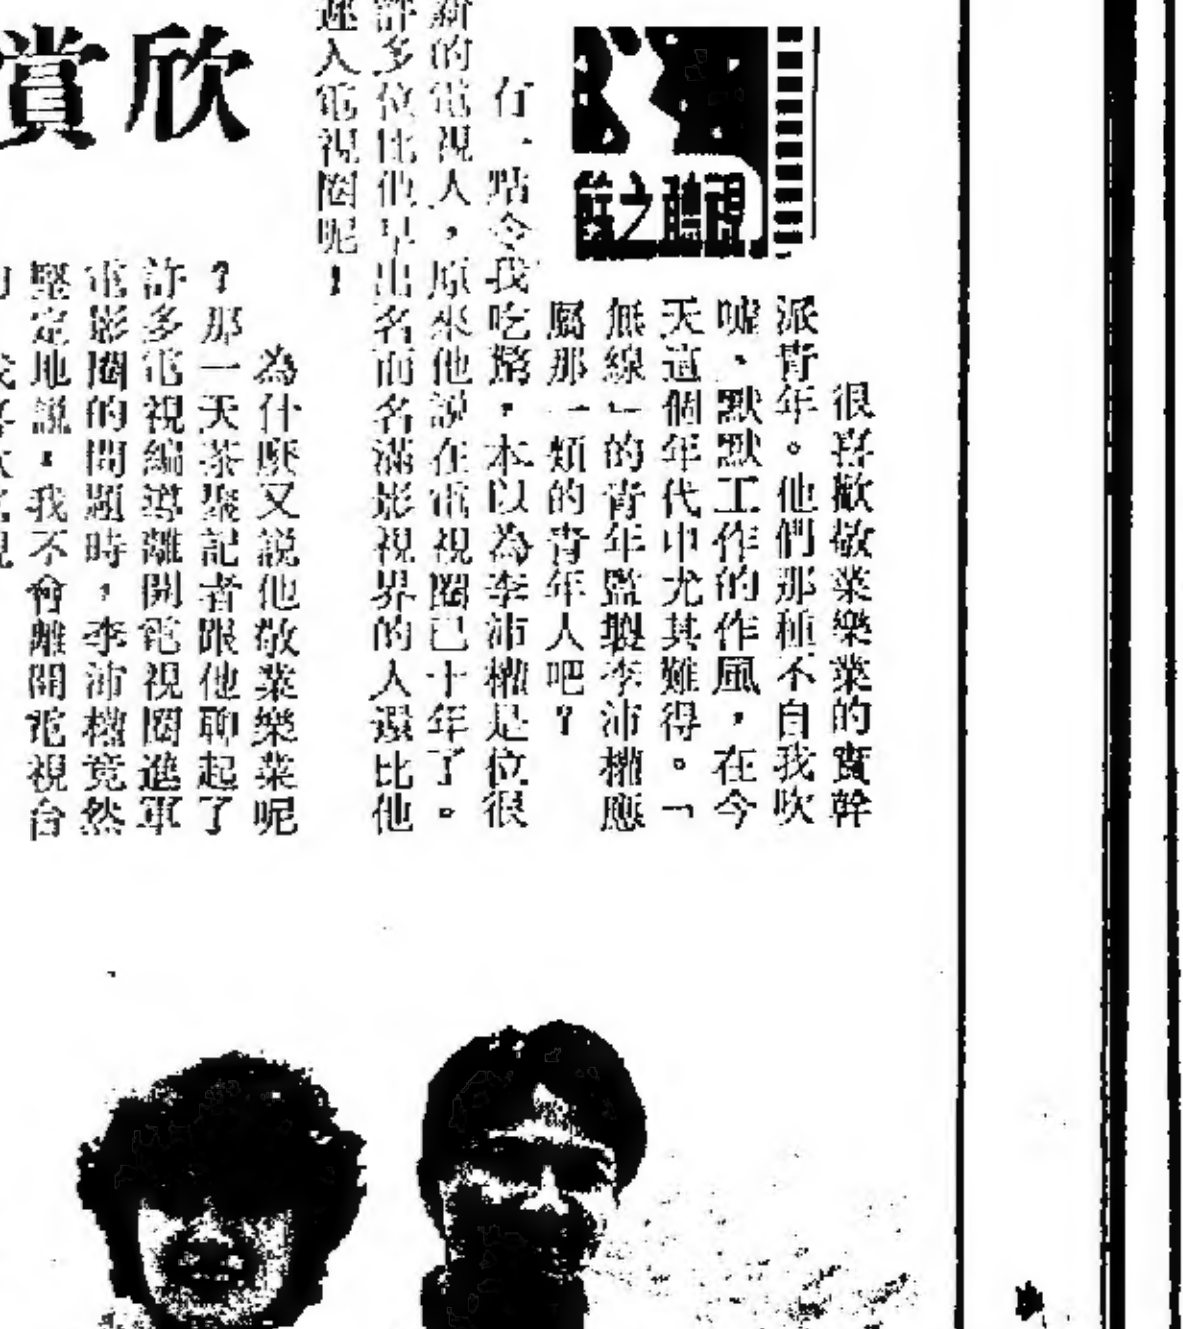 欣賞
視聽之餘
很喜歡敬業樂業的實幹
派青年。他們那種不自我吹
噓、默默工作的作風，在今
天這個年代中尤其難得。「
無線」的青年監製李沛權應
屬那一類的青年人吧？
有一點令我吃驚，本以為李沛權是位很
新的電視人，原來他說在電視圈已十年了。
許多位比他早出名而名滿影視界的人還比他
遲入電視圈呢！
為什麼又說他敬業樂業呢
？那一天茶聚記者跟他聊起了
許多電視編導離開電視圈進軍
電影圈的問題時，李沛權竟然
堅定地說，我不會離開電視台